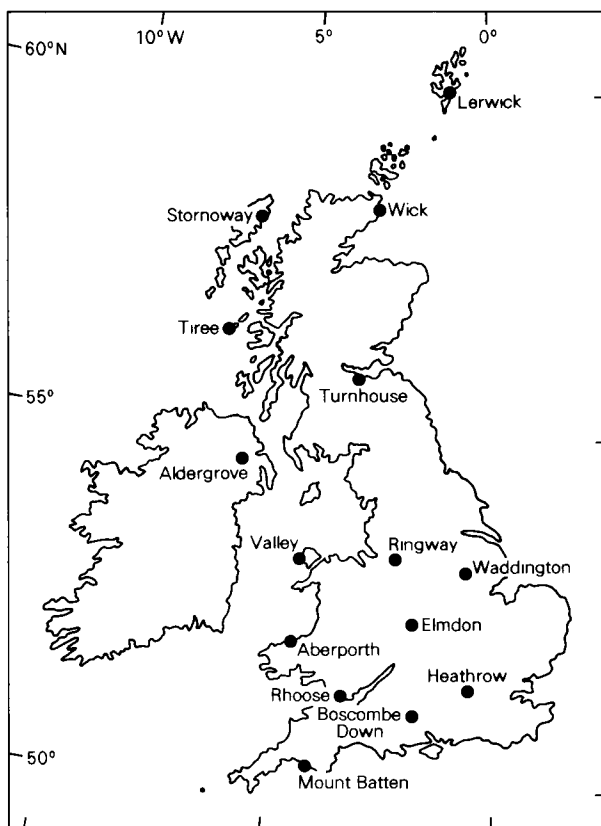 10°W 5° 0°
60°N
Lerwick
Stornoway
Wick
Tiree
55°
Turnhouse
Aldergrove
Valley
Ringway
Waddington
Elmdon
Aberporth
Heathrow
Rhoose
Boscombe
Down
50°
Mount Batten